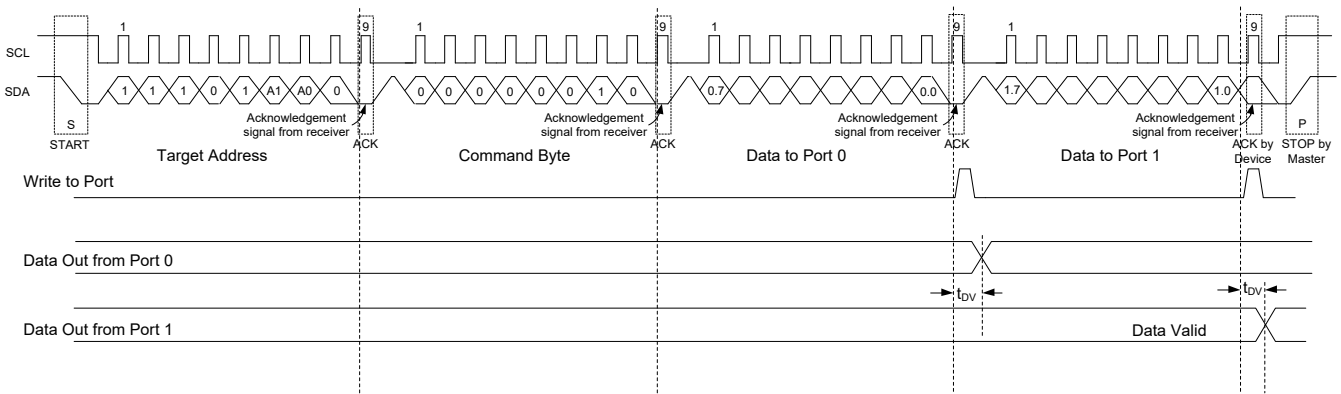 1 9 1 9 1 9 1 9
SCL
SDA
1 1 1 0 1 A1 A0 0 0 0 0 0 0 0 1 0 0.7 0.0 1.7 1.0
Acknowledgement
signal from receiver
Acknowledgement
signal from receiver
Acknowledgement
signal from receiver
Acknowledgement
signal from receiver
S
START
ACK
ACK
ACK
P
ACK by
Device
STOP by
Master
Target Address
Command Byte
Data to Port 0
Data to Port 1
Write to Port
Data Out from Port 0
tDV
tDV
Data Out from Port 1
Data Valid